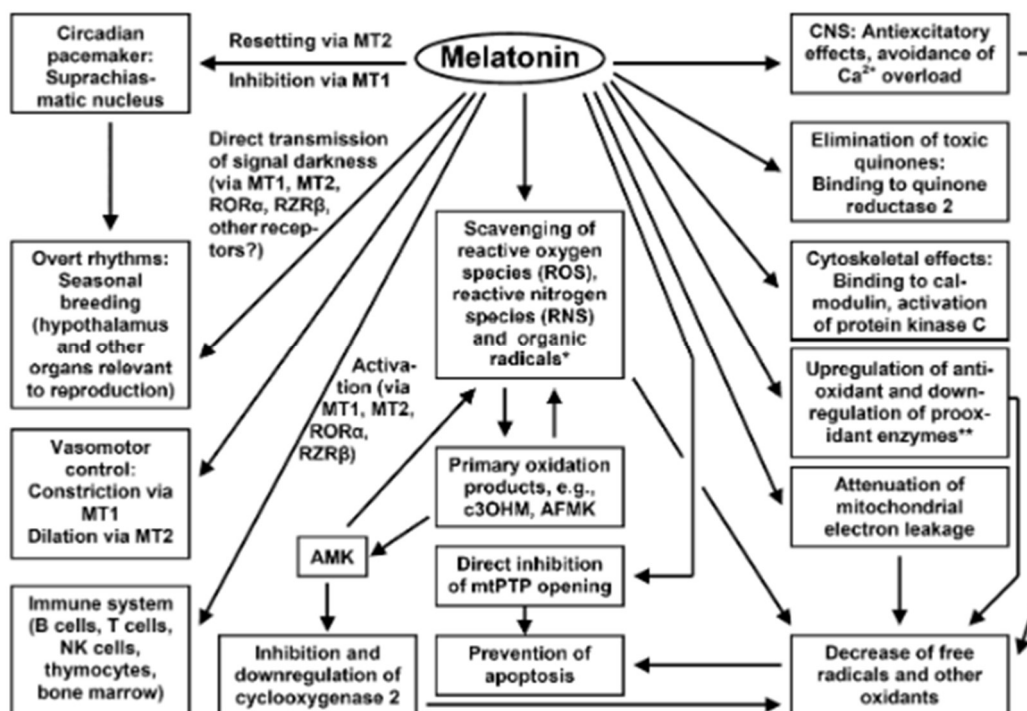 Circadian
pacemaker:
Suprachias-
matic nucleus
Resetting via MT2
Inhibition via MT1
Melatonin
CNS: Antiexcitatory
effects, avoidance of
Ca²⁺ overload
Direct transmission
of signal darkness
(via MT1, MT2,
RORα, RZRβ,
other recep-
tors?)
Elimination of toxic
quinones:
Binding to quinone
reductase 2
Overt rhythms:
Seasonal
breeding
(hypothalamus
and other
organs relevant
to reproduction)
Scavenging of
reactive oxygen
species (ROS),
reactive nitrogen
species (RNS)
and organic
radicals*
Cytoskeletal effects:
Binding to cal-
modulin, activation
of protein kinase C
Activa-
tion (via
MT1, MT2,
RORα,
RZRβ)
Upregulation of anti-
oxidant and down-
regulation of proox-
idant enzymes**
Vasomotor
control:
Constriction via
MT1
Dilation via MT2
Primary oxidation
products, e.g.,
c3OHM, AFMK
Attenuation of
mitochondrial
electron leakage
AMK
Direct inhibition
of mtPTP opening
Immune system
(B cells, T cells,
NK cells,
thymocytes,
bone marrow)
Inhibition and
downregulation of
cyclooxygenase 2
Prevention of
apoptosis
Decrease of free
radicals and other
oxidants